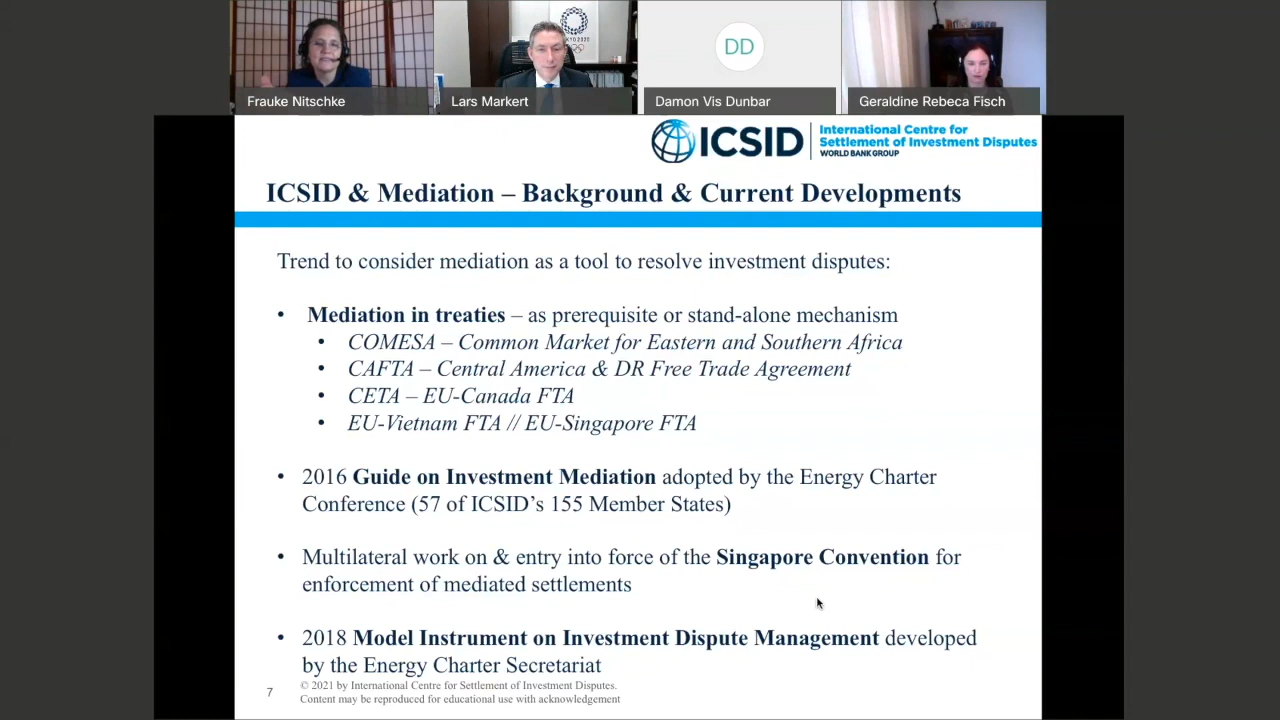 TOKYO 2020
DD
Frauke Nitschke
Lars Markert
Damon Vis Dunbar
Geraldine Rebeca Fisch
ICSID
International Centre for
Settlement of Investment Disputes
WORLD BANK GROUP
ICSID & Mediation – Background & Current Developments
Trend to consider mediation as a tool to resolve investment disputes:
• Mediation in treaties – as prerequisite or stand-alone mechanism
• COMESA – Common Market for Eastern and Southern Africa
• CAFTA – Central America & DR Free Trade Agreement
• CETA – EU-Canada FTA
• EU-Vietnam FTA // EU-Singapore FTA
• 2016 Guide on Investment Mediation adopted by the Energy Charter
Conference (57 of ICSID’s 155 Member States)
• Multilateral work on & entry into force of the Singapore Convention for
enforcement of mediated settlements
• 2018 Model Instrument on Investment Dispute Management developed
by the Energy Charter Secretariat
7
© 2021 by International Centre for Settlement of Investment Disputes.
Content may be reproduced for educational use with acknowledgement